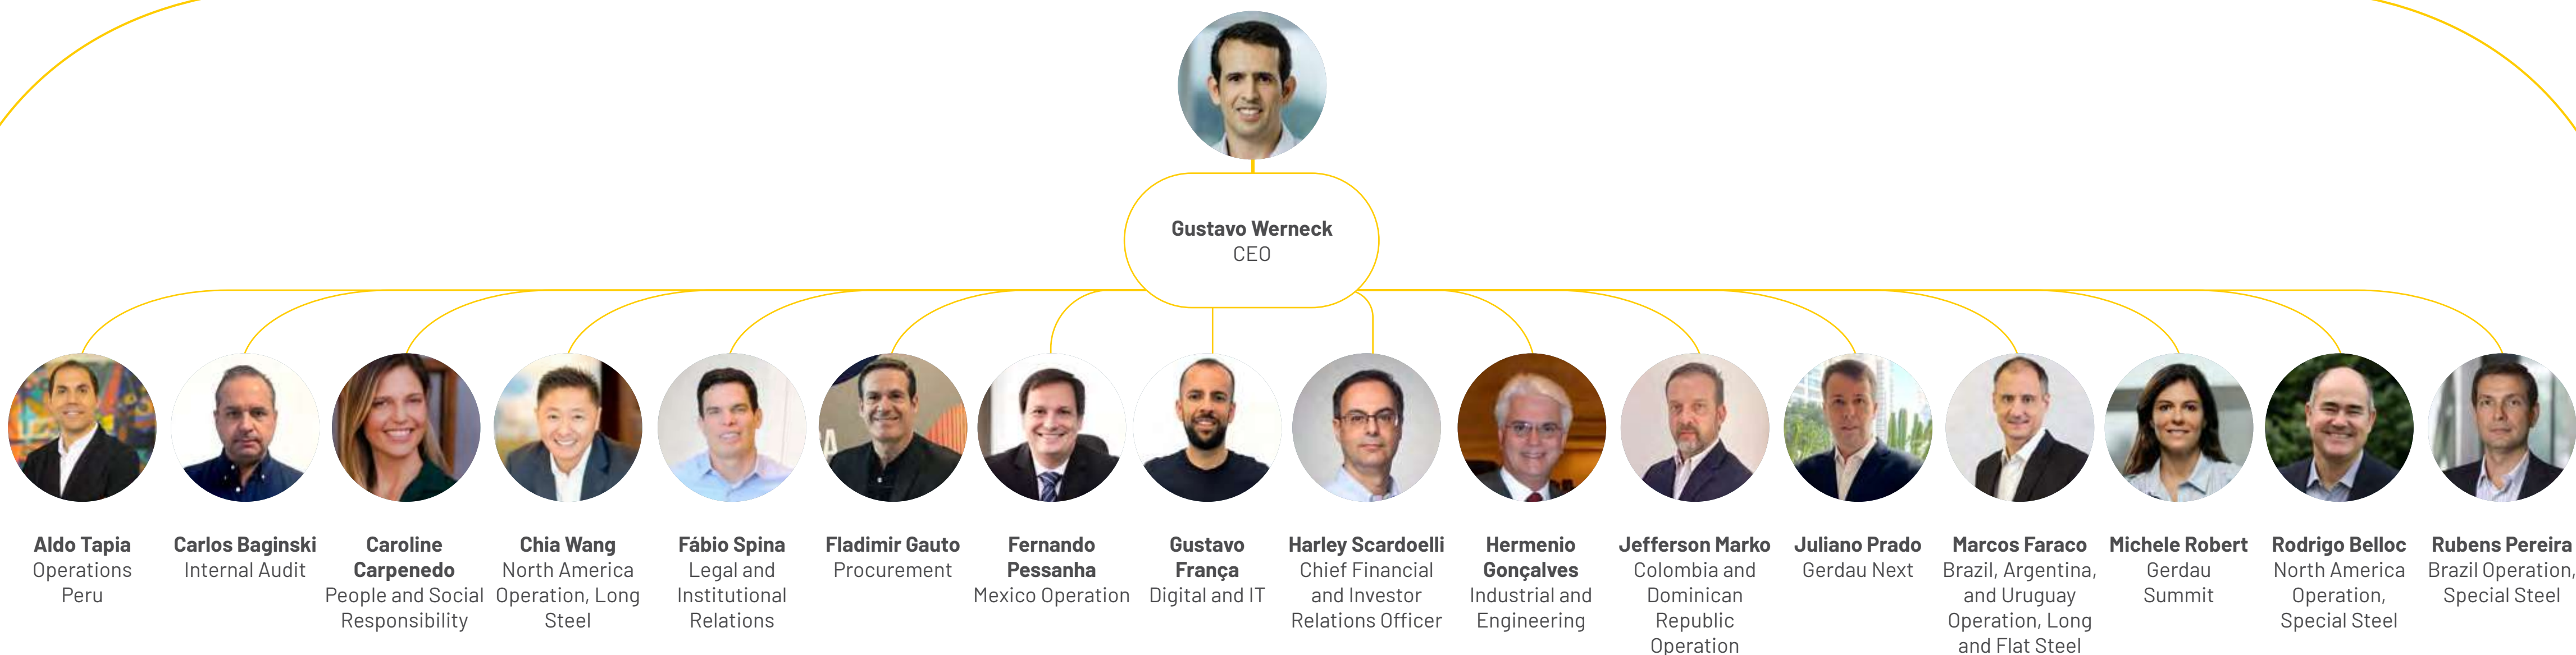 Gustavo Werneck
CEO
Aldo Tapia
Operations
Peru
Carlos Baginski
Internal Audit
Caroline
Carpenedo
People and Social
Responsibility
Chia Wang
North America
Operation, Long
Steel
Fábio Spina
Legal and
Institutional
Relations
Fladimir Gauto
Procurement
Fernando
Pessanha
Mexico Operation
Gustavo
França
Digital and IT
Harley Scardoelli
Chief Financial
and Investor
Relations Officer
Hermenio
Gonçalves
Industrial and
Engineering
Jefferson Marko
Colombia and
Dominican
Republic
Operation
Juliano Prado
Gerdau Next
Marcos Faraco
Brazil, Argentina,
and Uruguay
Operation, Long
and Flat Steel
Michele Robert
Gerdau
Summit
Rodrigo Belloc
North America
Operation,
Special Steel
Rubens Pereira
Brazil Operation,
Special Steel